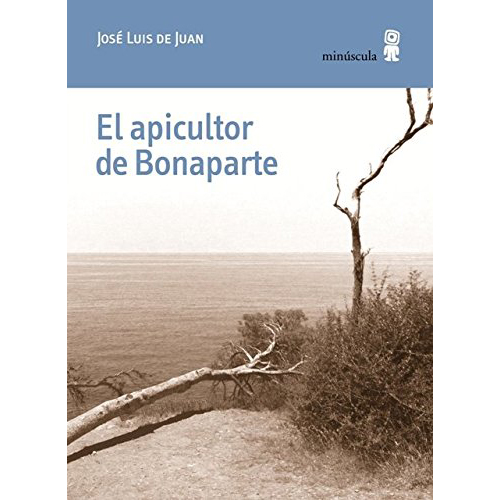 José Luis de Juan
minúscula
El apicultor
de Bonaparte